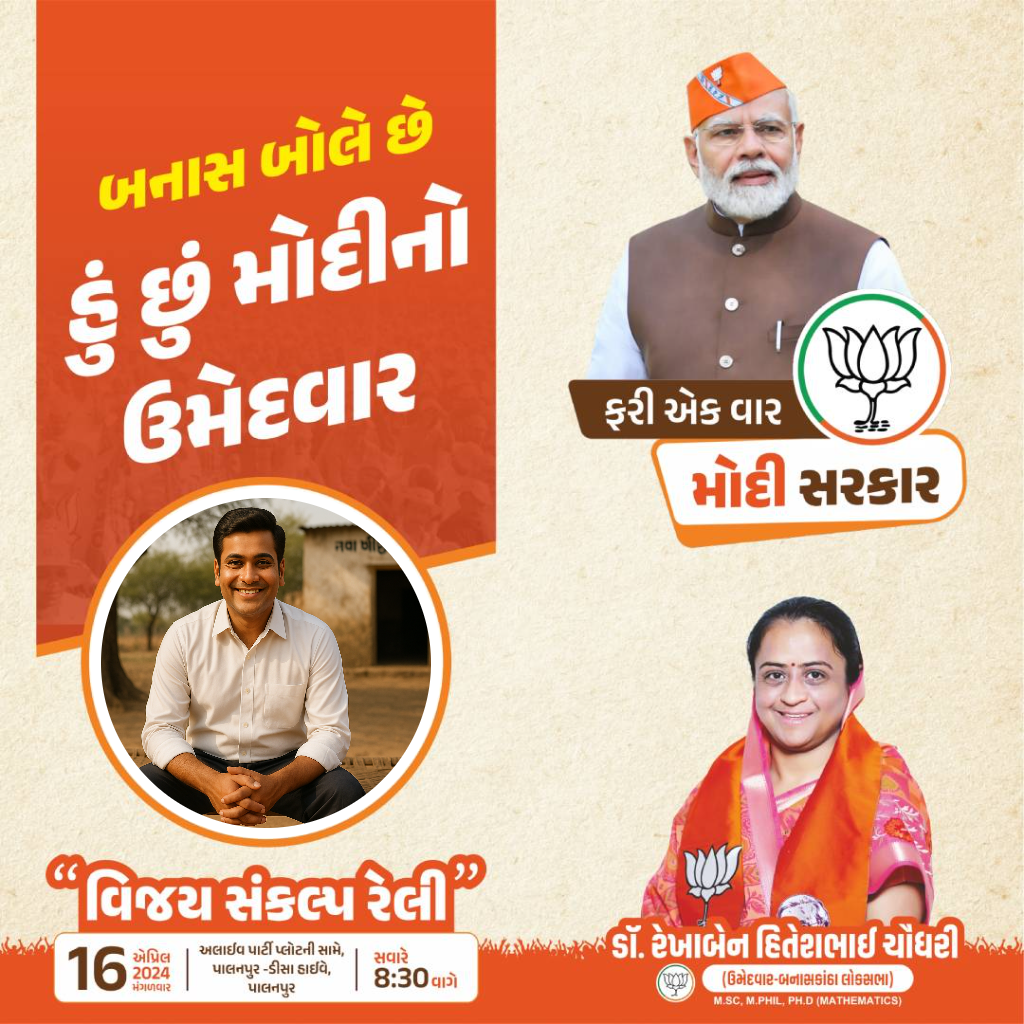 બનાસ બોલે છે
હું છું મોદીનો
ઉમેદવાર
ફરી એક વાર
મોદી સરકાર
“વિજય સંકલ્પ રેલી”
16 એપ્રિલ 2024 મંગળવાર
અલાઈવ પાર્ટી પ્લોટની સામે,
પાલનપુર -ડીસા હાઈવે,
પાલનપુર
સવારે
8:30 વાગે
ડૉ. રેખાબેન હિતેશભાઈ ચૌધરી
(ઉમેદવાર-બનાસકાંઠા લોકસભા)
M.SC, M.PHIL, PH.D (MATHEMATICS)